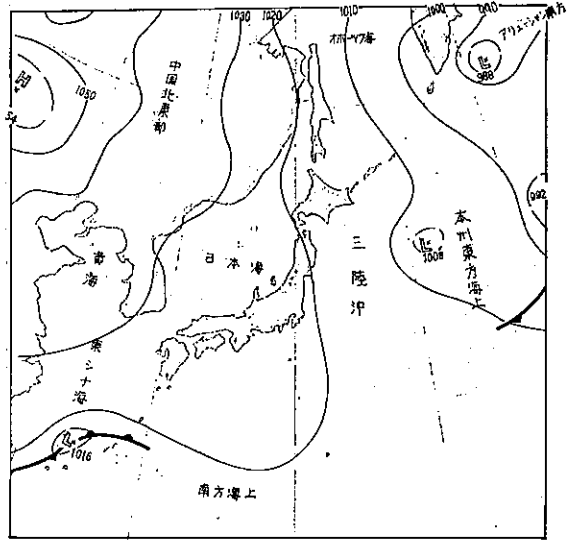 1030
1020
1010
1000
990
オホーツク海
アリューシャン南方
中国北東部
H
1050
54
L
988
992
黄海
日本海
三陸沖
L
1008
本州東方海上
東シナ海
L
1016
南方海上